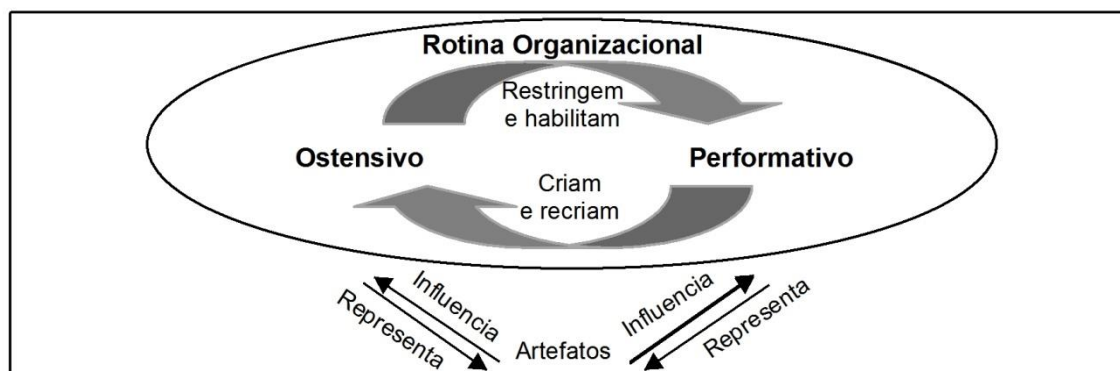 Rotina Organizacional
Restringem
e habilitam
Ostensivo
Performativo
Criam
e recriam
Influencia
Representa
Artefatos
Influencia
Representa